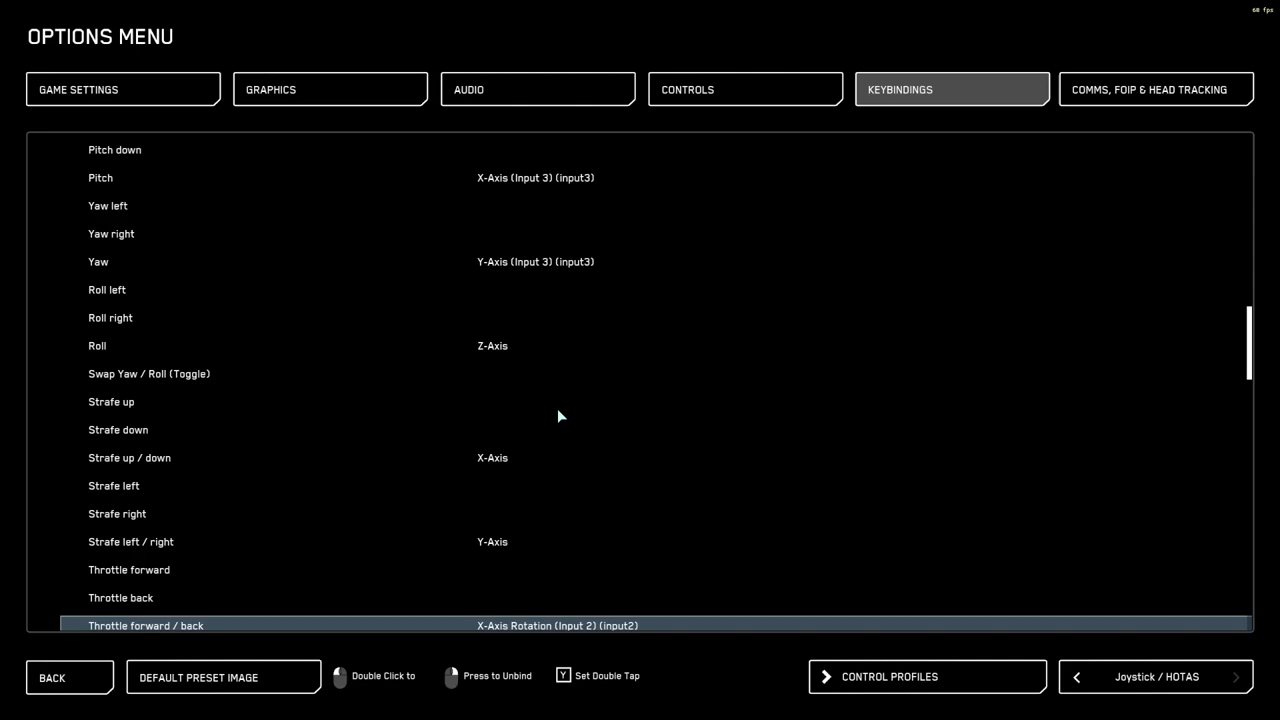 60 fps
OPTIONS MENU
GAME SETTINGS
GRAPHICS
AUDIO
CONTROLS
KEYBINDINGS
COMMS, FOIP & HEAD TRACKING
Pitch down
Pitch X-Axis (Input 3) (input3)
Yaw left
Yaw right
Yaw Y-Axis (Input 3) (input3)
Roll left
Roll right
Roll Z-Axis
Swap Yaw / Roll (Toggle)
Strafe up
Strafe down
Strafe up / down X-Axis
Strafe left
Strafe right
Strafe left / right Y-Axis
Throttle forward
Throttle back
Throttle forward / back X-Axis Rotation (Input 2) (input2)
BACK
DEFAULT PRESET IMAGE
Double Click to
Press to Unbind
Y Set Double Tap
CONTROL PROFILES
Joystick / HOTAS